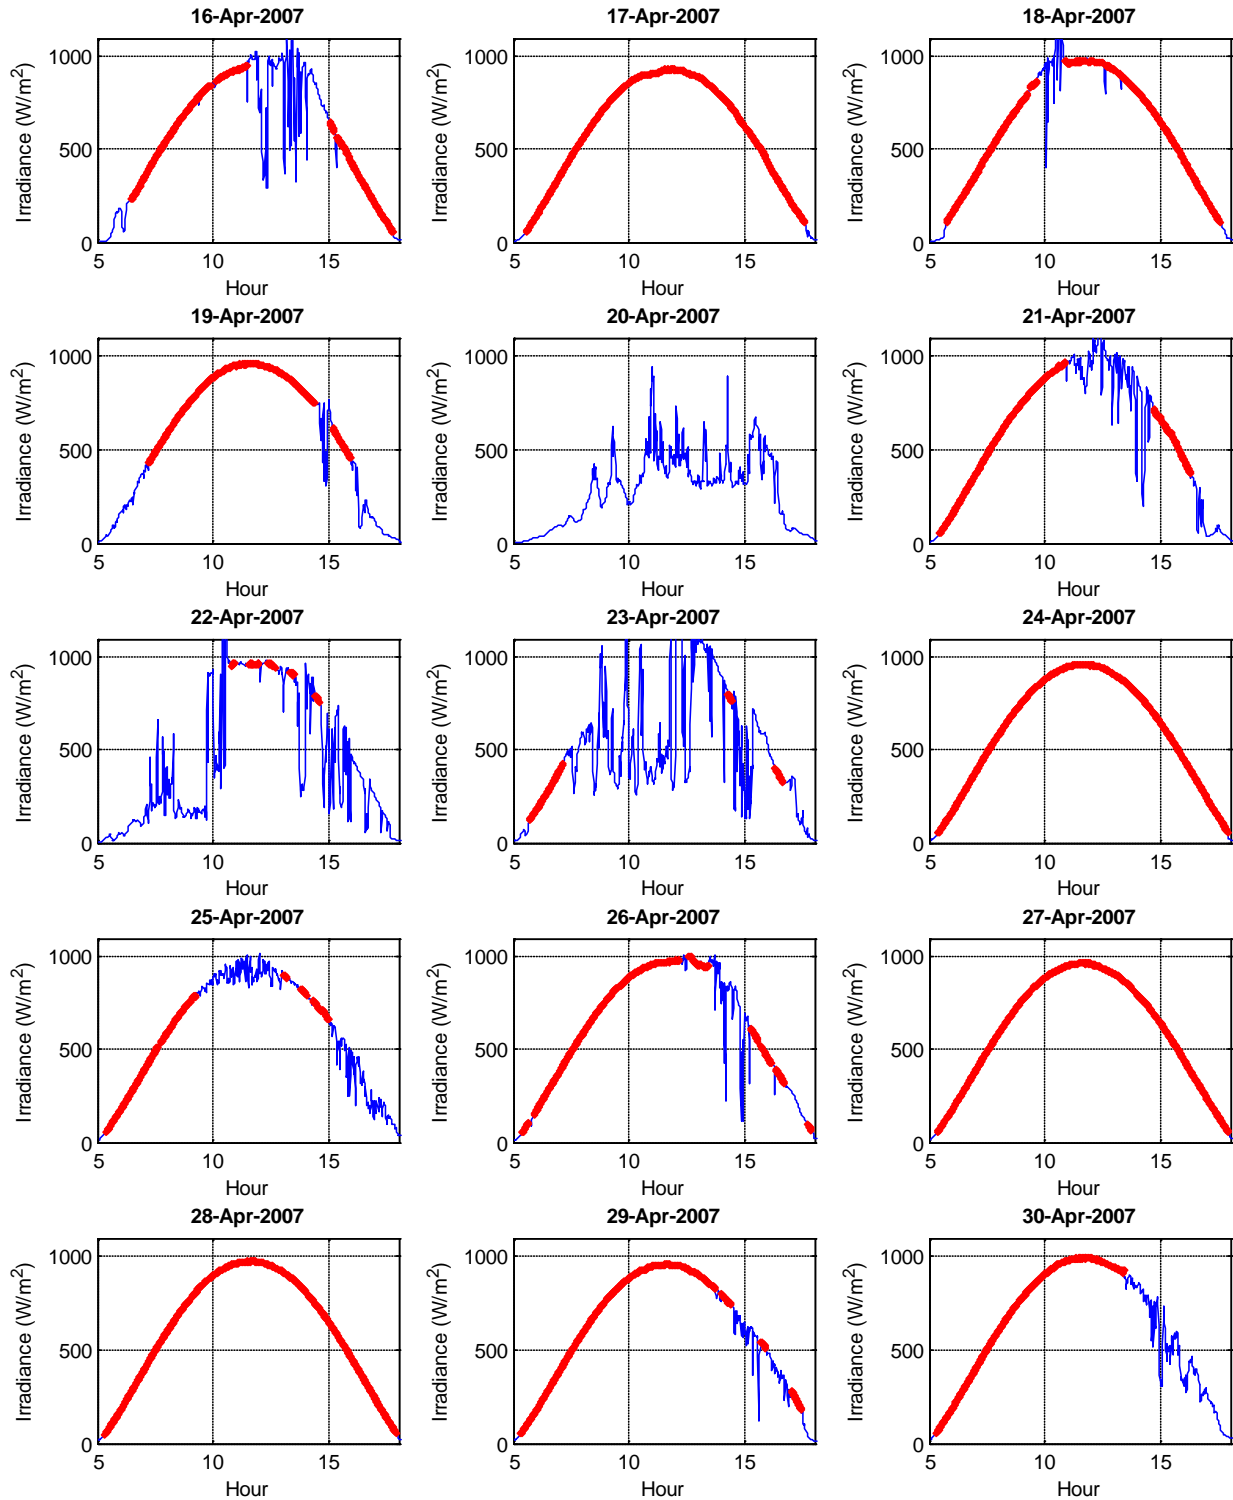 16-Apr-2007
17-Apr-2007
18-Apr-2007
Irradiance (W/m²)
1000
500
0
5 10 15
Hour
Irradiance (W/m²)
1000
500
0
5 10 15
Hour
Irradiance (W/m²)
1000
500
0
5 10 15
Hour
19-Apr-2007
20-Apr-2007
21-Apr-2007
Irradiance (W/m²)
1000
500
0
5 10 15
Hour
Irradiance (W/m²)
1000
500
0
5 10 15
Hour
Irradiance (W/m²)
1000
500
0
5 10 15
Hour
22-Apr-2007
23-Apr-2007
24-Apr-2007
Irradiance (W/m²)
1000
500
0
5 10 15
Hour
Irradiance (W/m²)
1000
500
0
5 10 15
Hour
Irradiance (W/m²)
1000
500
0
5 10 15
Hour
25-Apr-2007
26-Apr-2007
27-Apr-2007
Irradiance (W/m²)
1000
500
0
5 10 15
Hour
Irradiance (W/m²)
1000
500
0
5 10 15
Hour
Irradiance (W/m²)
1000
500
0
5 10 15
Hour
28-Apr-2007
29-Apr-2007
30-Apr-2007
Irradiance (W/m²)
1000
500
0
5 10 15
Hour
Irradiance (W/m²)
1000
500
0
5 10 15
Hour
Irradiance (W/m²)
1000
500
0
5 10 15
Hour